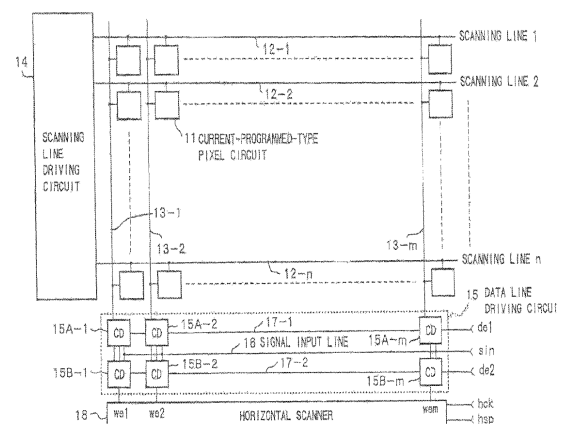 SCANNING LINE 1
12-1
14
SCANNING LINE 2
12-2
11 CURRENT-PROGRAMMED-TYPE
PIXEL CIRCUIT
SCANNING
LINE
DRIVING
CIRCUIT
13-1
13-2
13-m
SCANNING LINE n
12-n
15 DATA LINE
DRIVING CIRCUIT
15A-1
CD
CD
15A-2
17-1
CD
de1
15A-m
16 SIGNAL INPUT LINE
sin
15B-1
CD
CD
15B-2
17-2
CD
de2
15B-m
we1
we2
wem
hck
18
HORIZONTAL SCANNER
hsp